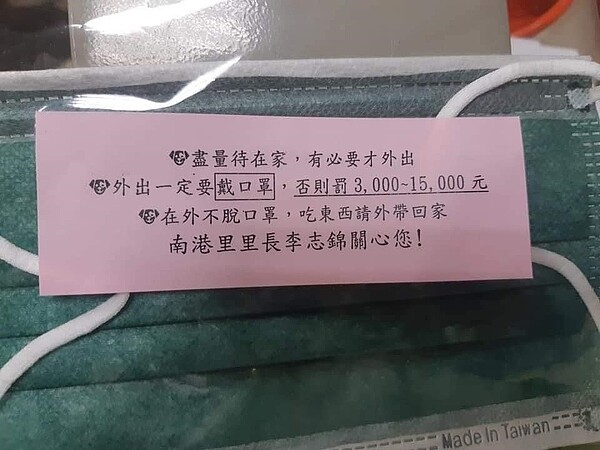 盡量待在家，有必要才外出
外出一定要戴口罩，否則罰3,000~15,000元
在外不脫口罩，吃東西請外帶回家
南港里里長李志錦關心您!
Made In Taiwan